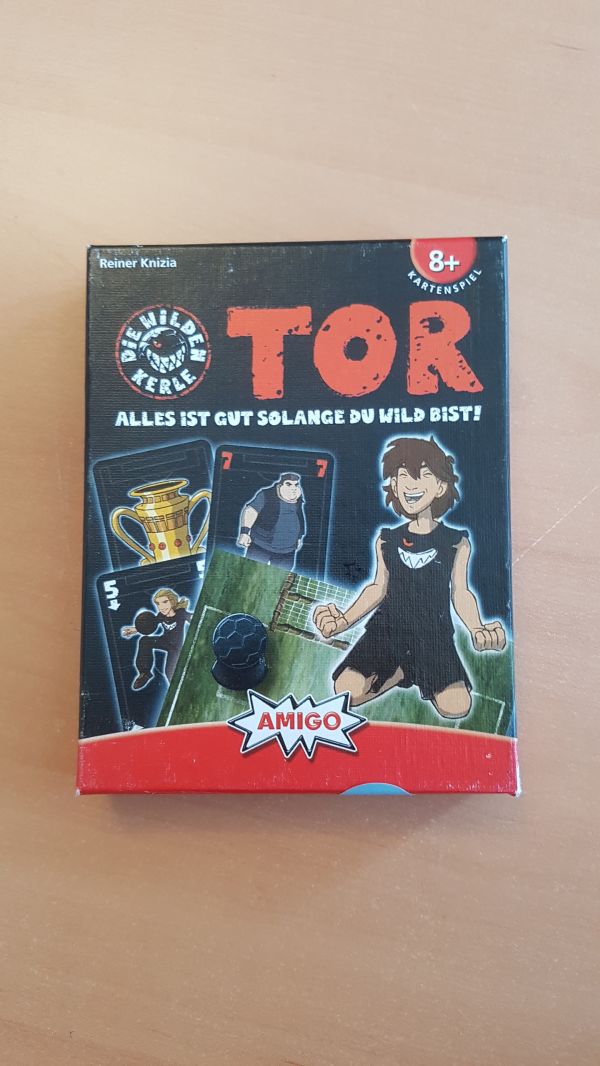 Reiner Knizia
8+
KARTENSPIEL
DIE WILDEN
KERLE
TOR
ALLES IST GUT SOLANGE DU WILD BIST!
7
7
5
5
AMIGO